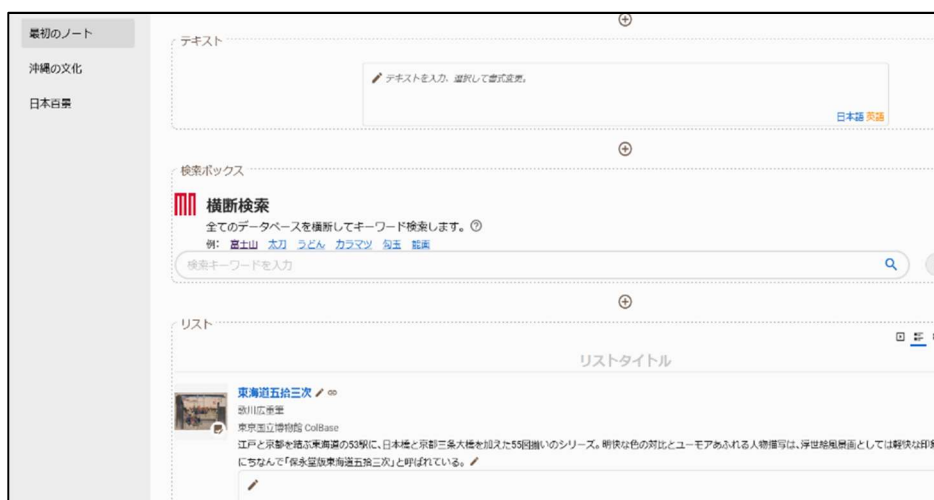 最初のノート
沖縄の文化
日本百景
テキスト
テキストを入力、選択して書式変更。
日本語 英語
検索ボックス
横断検索
全てのデータベースを横断してキーワード検索します。
例: 富士山 太刀 うどん カラマツ 勾玉 能面
検索キーワードを入力
リスト
リストタイトル
東海道五拾三次
歌川広重筆
東京国立博物館 ColBase
江戸と京都を結ぶ東海道の53駅に、日本橋と京都三条大橋を加えた55図揃いのシリーズ。明快な色の対比とユーモアあふれる人物描写は、浮世絵風景画としては軽快な印
にちなんで「保永堂版東海道五拾三次」と呼ばれている。